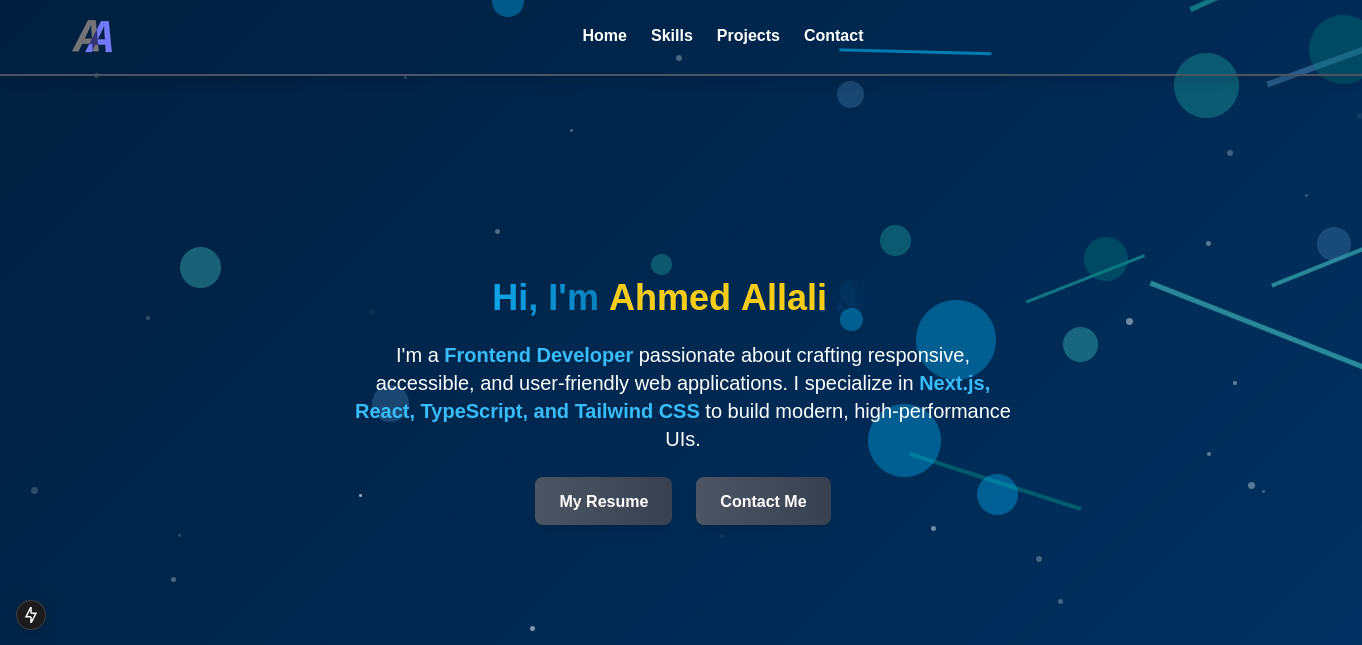 AA
Home Skills Projects Contact
Hi, I'm Ahmed Allali
I'm a Frontend Developer passionate about crafting responsive,
accessible, and user-friendly web applications. I specialize in Next.js,
React, TypeScript, and Tailwind CSS to build modern, high-performance
UIs.
My Resume Contact Me